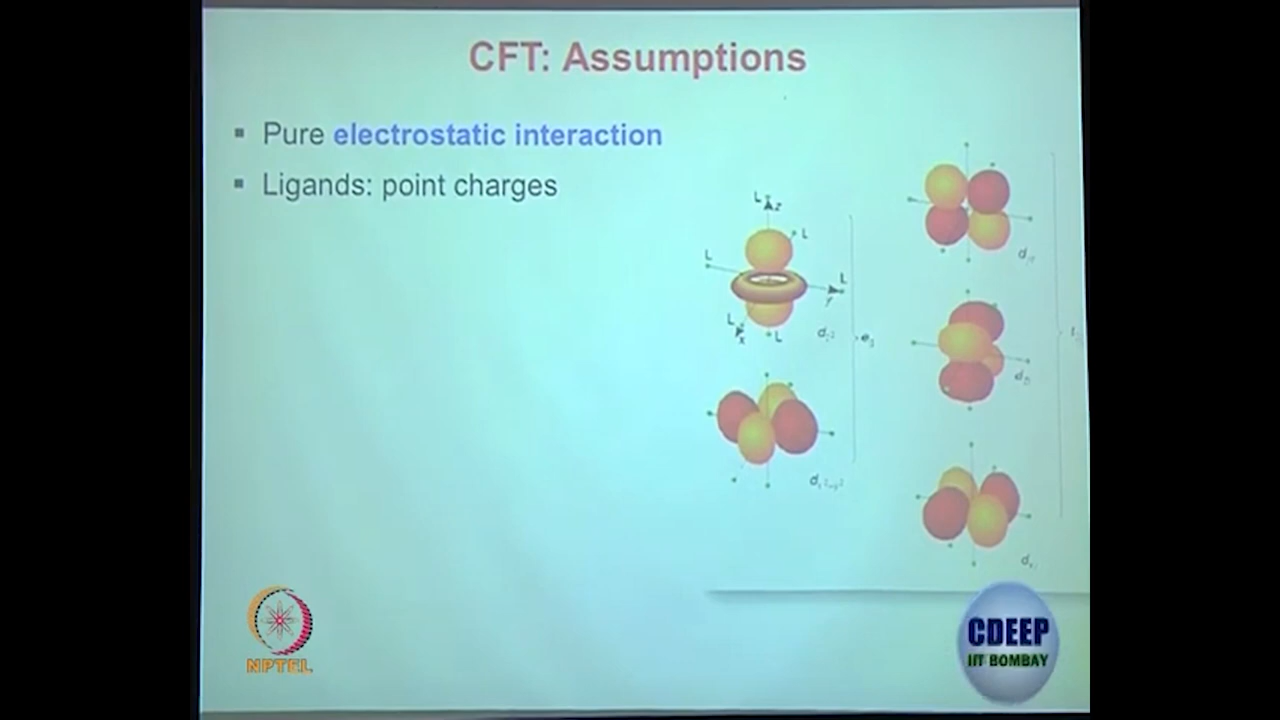 CFT: Assumptions
▪ Pure electrostatic interaction
▪ Ligands: point charges
L
z
L
L
L
y
L
x
L
e
NPTEL
CDEEP
IIT BOMBAY